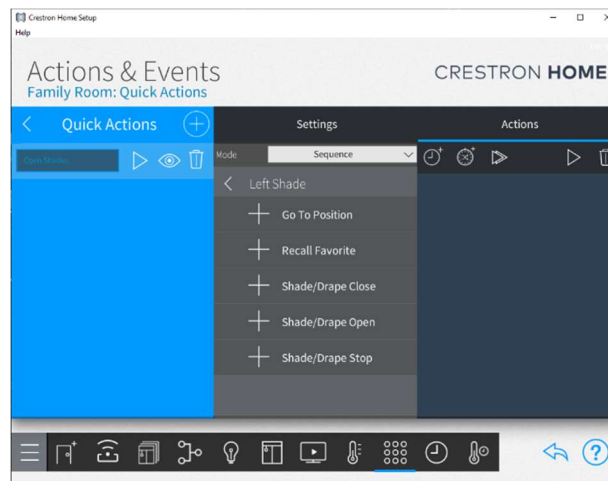 Crestron Home Setup
Help
Actions & Events
Family Room: Quick Actions
CRESTRON HOME
Quick Actions
Settings
Actions
Open Shades
Mode
Sequence
Left Shade
Go To Position
Recall Favorite
Shade/Drape Close
Shade/Drape Open
Shade/Drape Stop